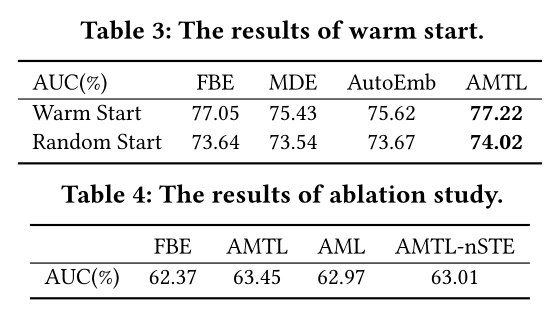 Table 3: The results of warm start.
AUC(%) FBE MDE AutoEmb AMTL
Warm Start 77.05 75.43 75.62 77.22
Random Start 73.64 73.54 73.67 74.02
Table 4: The results of ablation study.
FBE AMTL AML AMTL-nSTE
AUC(%) 62.37 63.45 62.97 63.01